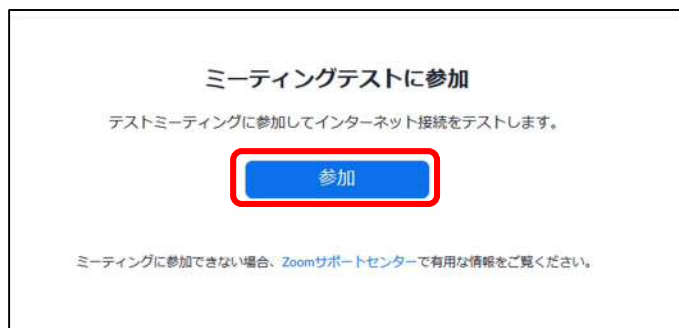 ミーティングテストに参加
テストミーティングに参加してインターネット接続をテストします。
参加
ミーティングに参加できない場合、Zoomサポートセンターで有用な情報をご覧ください。